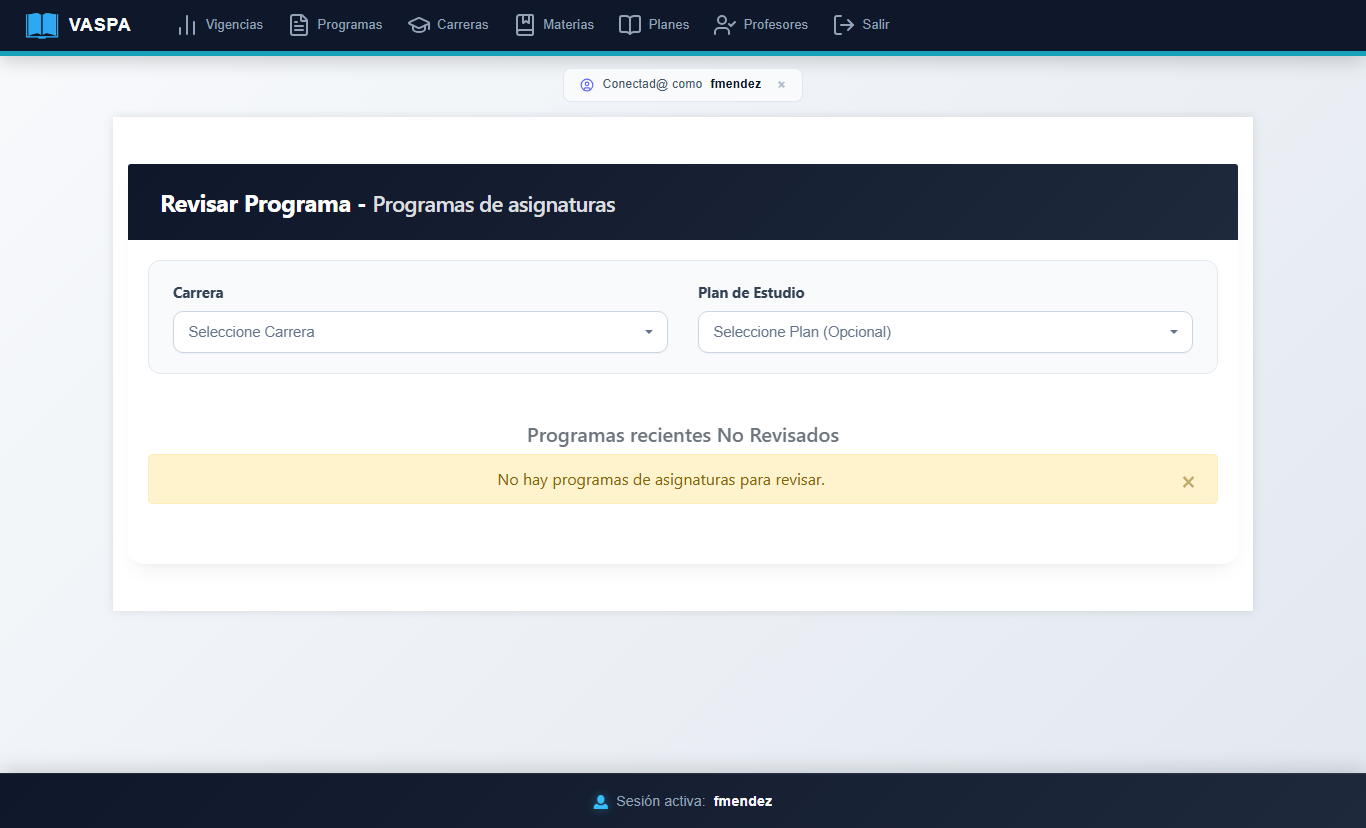 VASPA Vigencias Programas Carreras Materias Planes Profesores Salir
Conectad@ como fmendez ×
Revisar Programa - Programas de asignaturas
Carrera Plan de Estudio
Seleccione Carrera Seleccione Plan (Opcional)
Programas recientes No Revisados
No hay programas de asignaturas para revisar. ×
Sesión activa: fmendez